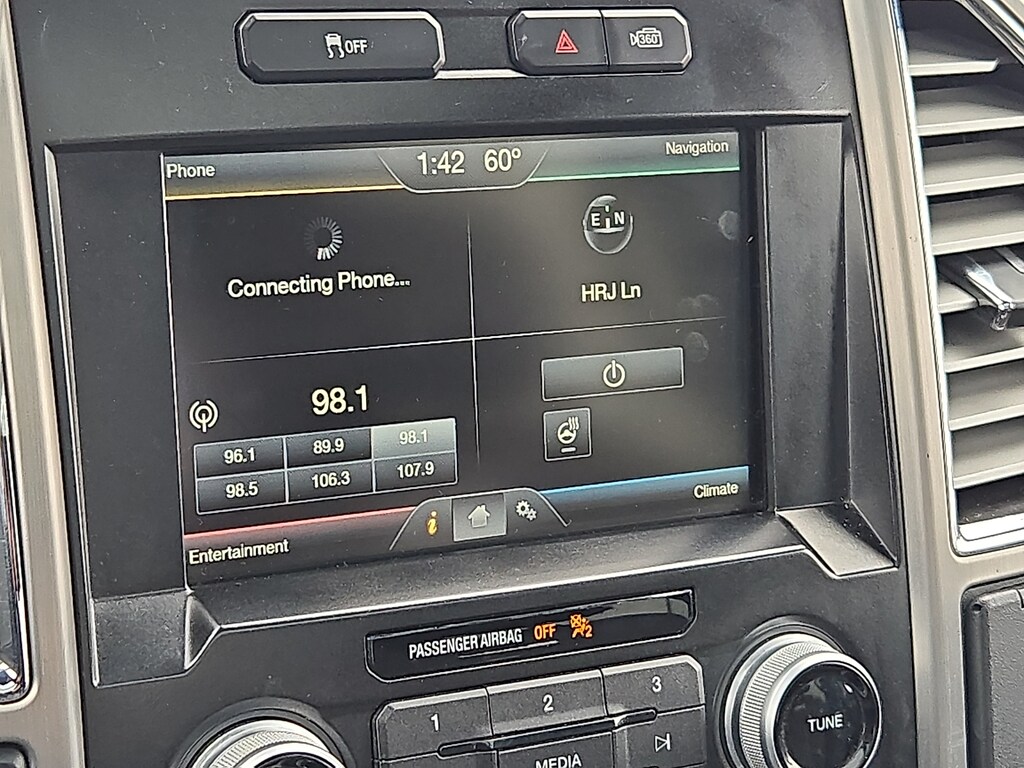 OFF
360°
Phone
1:42 60°
Navigation
E N
Connecting Phone...
HRJ Ln
98.1
96.1 89.9 98.1
98.5 106.3 107.9
i
Climate
Entertainment
PASSENGER AIRBAG OFF 2
1 2 3
MEDIA
TUNE